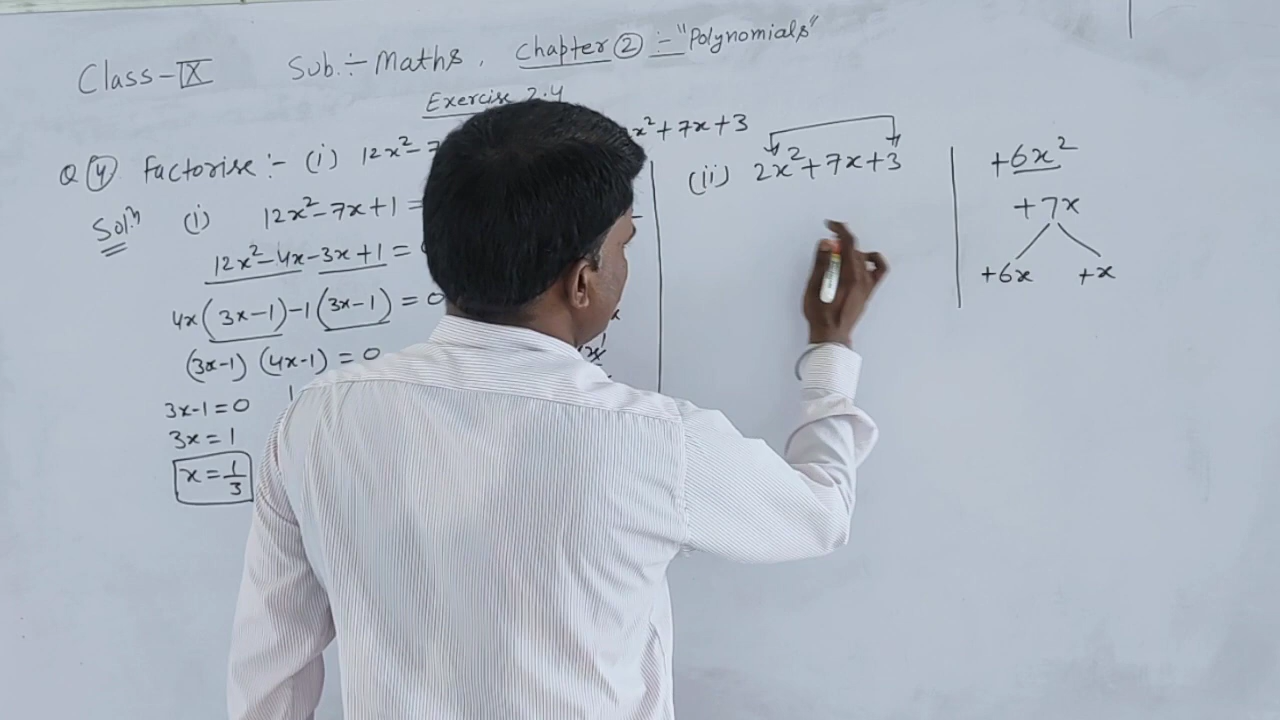 Class-IX Sub.:- Maths, Chapter ② :- "Polynomials"
Exercise 2.4
Q ④ Factorise :- (i) 12x²-7 x²+7x+3
Solⁿ (i) 12x²-7x+1 =
12x²-4x-3x+1 =
4x(3x-1)-1(3x-1) = 0
(3x-1) (4x-1) = 0
3x-1=0
3x = 1
x = 1/3
(ii) 2x²+7x+3
+6x²
+7x
+6x +x